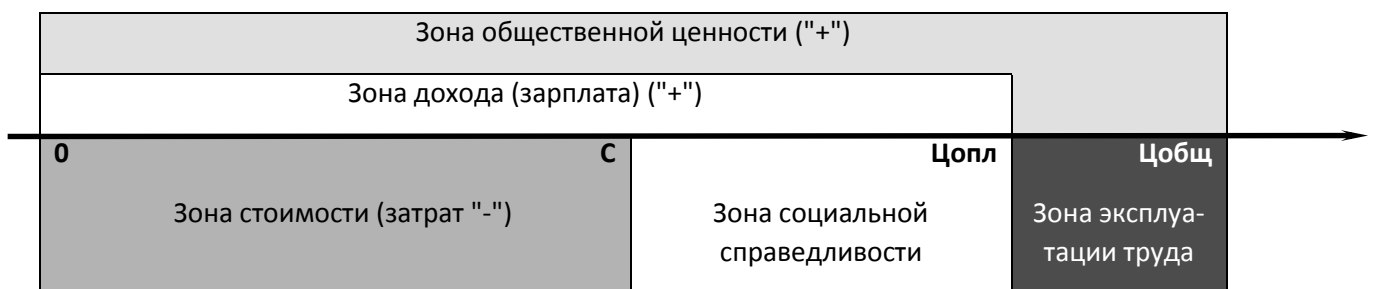 Зона общественной ценности ("+")
Зона дохода (зарплата) ("+")
0 С Цопл Цобщ
Зона стоимости (затрат "-") Зона социальной Зона эксплуа-
справедливости тации труда